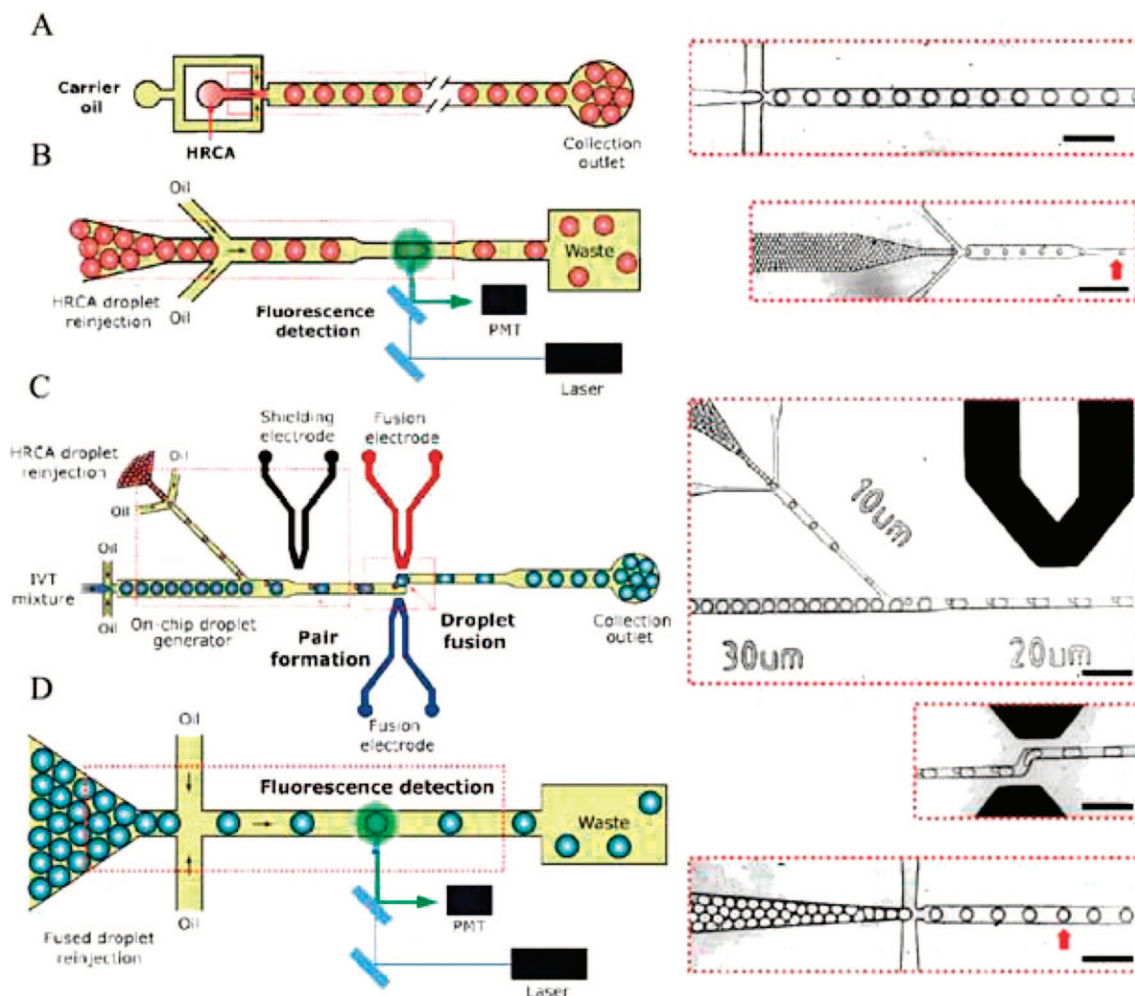 A
Carrier
oil
HRCA
Collection
outlet
B
Oil
HRCA droplet
reinjection
Oil
Fluorescence
detection
PMT
Laser
Waste
C
Shielding
electrode
Fusion
electrode
HRCA droplet
reinjection
Oil
Oil
Oil
IVT
mixture
Oil
On-chip droplet
generator
Pair
formation
Droplet
fusion
Collection
outlet
Fusion
electrode
10um
30um
20um
D
Oil
Fluorescence detection
Waste
Oil
Fused droplet
reinjection
PMT
Laser